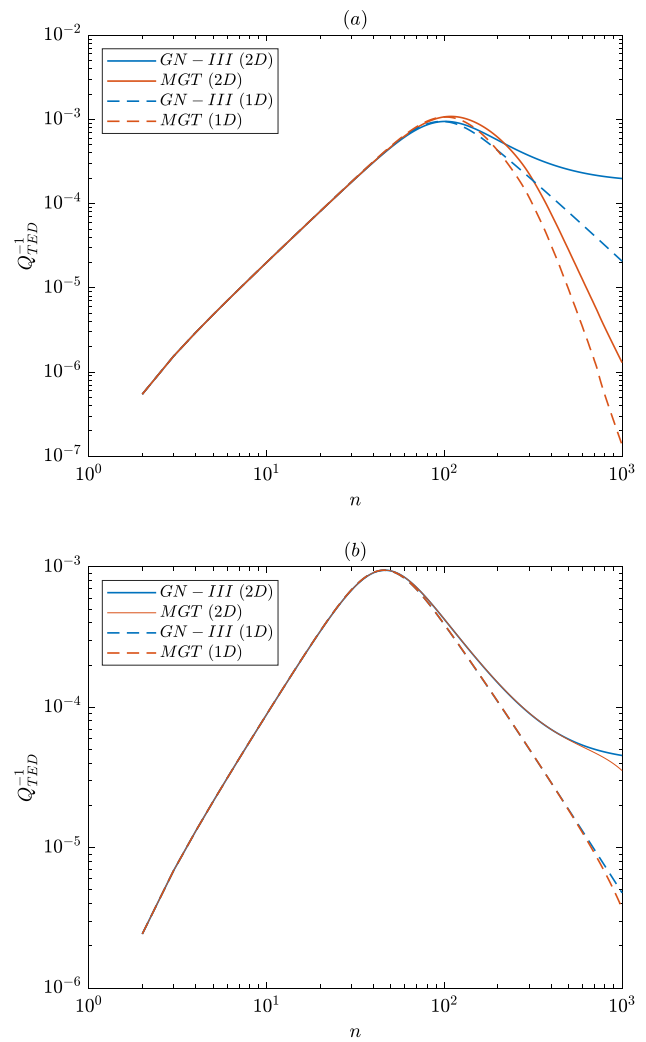 (a)
10^-2
10^-3
10^-4
10^-5
10^-6
10^-7
Q^-1_TED
GN − III (2D)
MGT (2D)
GN − III (1D)
MGT (1D)
10^0 10^1 10^2 10^3
n
(b)
10^-3
10^-4
10^-5
10^-6
Q^-1_TED
GN − III (2D)
MGT (2D)
GN − III (1D)
MGT (1D)
10^0 10^1 10^2 10^3
n